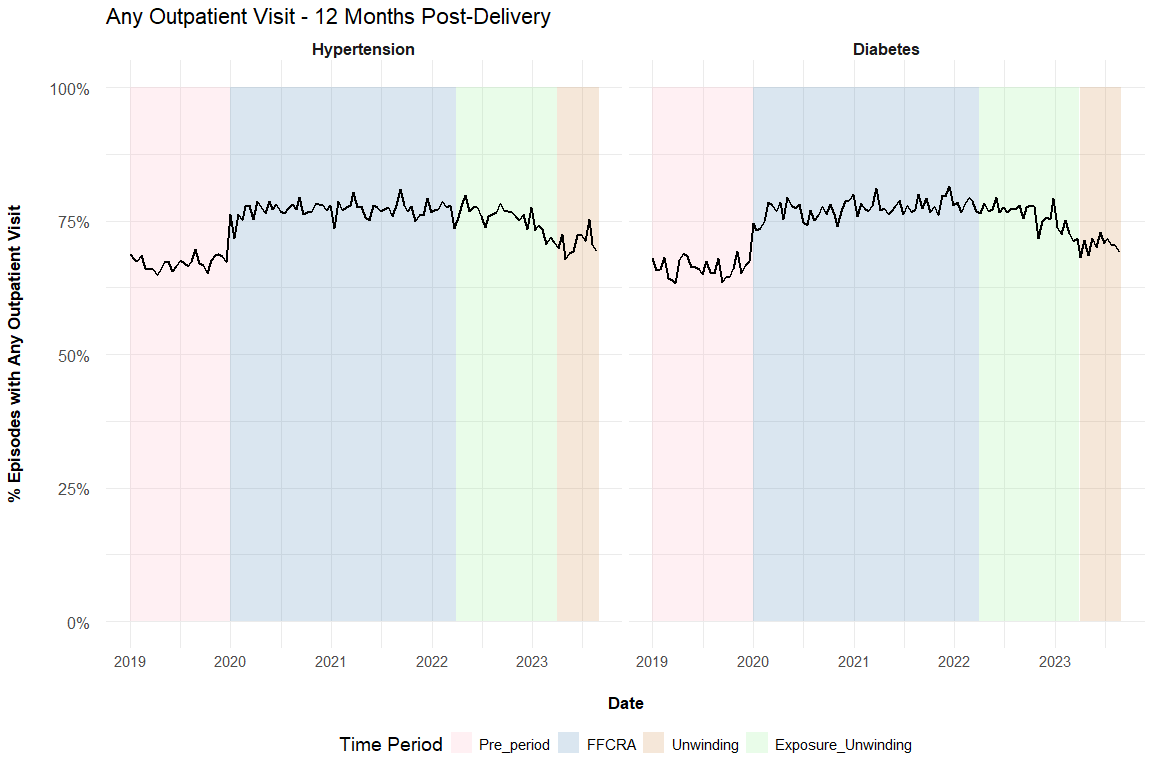 Any Outpatient Visit - 12 Months Post-Delivery
Hypertension
Diabetes
% Episodes with Any Outpatient Visit
100%
75%
50%
25%
0%
2019 2020 2021 2022 2023
2019 2020 2021 2022 2023
Date
Time Period Pre_period FFCRA Unwinding Exposure_Unwinding